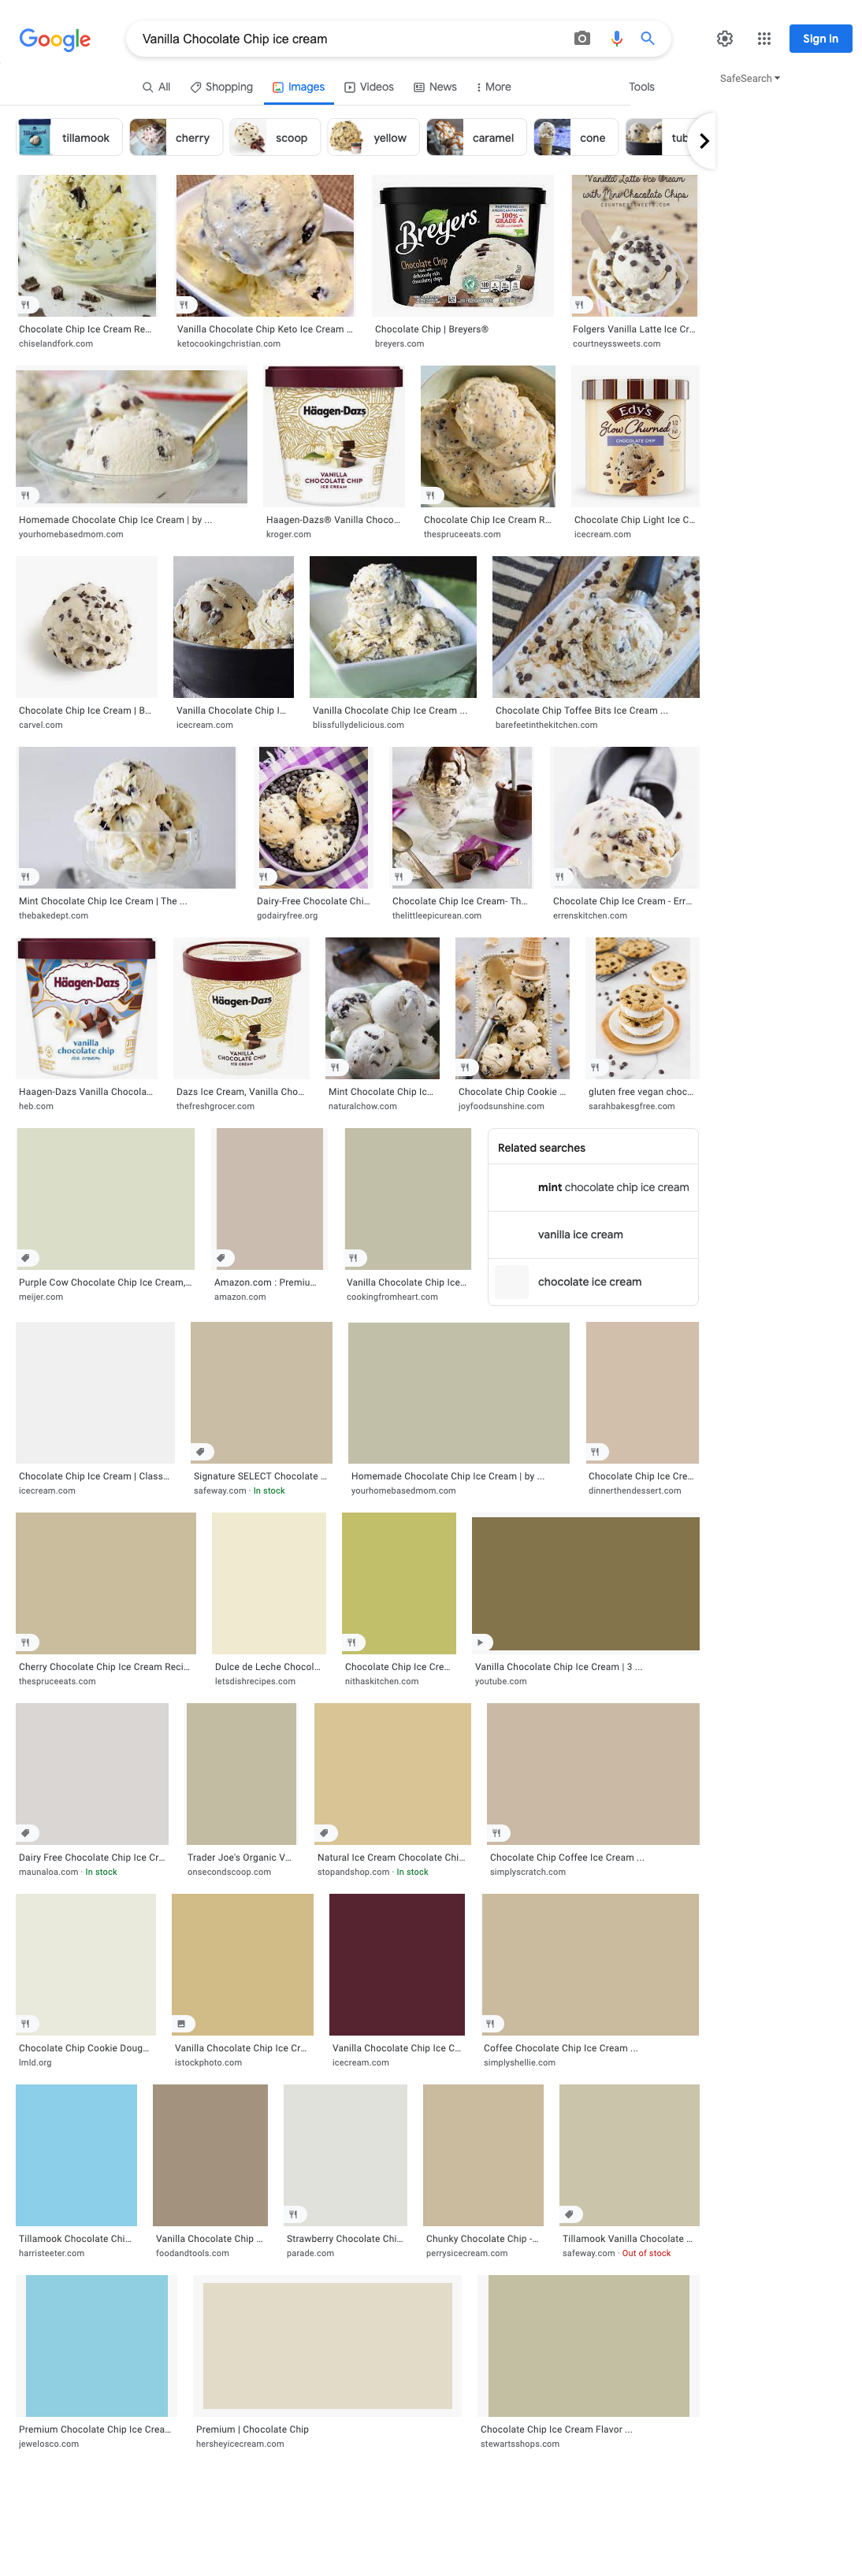 Google
Vanilla Chocolate Chip ice cream
Sign in
All
Shopping
Images
Videos
News
More
Tools
SafeSearch
tillamook
cherry
scoop
yellow
caramel
cone
tub
Vanilla Latte Ice Cream
with Mini Chocolate Chips
COURTNEYSSWEETS.COM
Breyers
100%
GRADE A
Chocolate Chip
Chocolate Chip Ice Cream Re...
chiselandfork.com
Vanilla Chocolate Chip Keto Ice Cream ...
ketocookingchristian.com
Chocolate Chip | Breyers®
breyers.com
Folgers Vanilla Latte Ice Cr...
courtneyssweets.com
Häagen-Dazs
VANILLA
CHOCOLATE CHIP
ICE CREAM
Edy's
Slow Churned
CHOCOLATE CHIP
Homemade Chocolate Chip Ice Cream | by ...
yourhomebasedmom.com
Haagen-Dazs® Vanilla Choco...
kroger.com
Chocolate Chip Ice Cream R...
thespruceeats.com
Chocolate Chip Light Ice C...
icecream.com
Chocolate Chip Ice Cream | B...
carvel.com
Vanilla Chocolate Chip I...
icecream.com
Vanilla Chocolate Chip Ice Cream ...
blissfullydelicious.com
Chocolate Chip Toffee Bits Ice Cream ...
barefeetinthekitchen.com
Mint Chocolate Chip Ice Cream | The ...
thebakedept.com
Dairy-Free Chocolate Chi...
godairyfree.org
Chocolate Chip Ice Cream- Th...
thelittleepicurean.com
Chocolate Chip Ice Cream - Err...
errenskitchen.com
Häagen-Dazs
vanilla
chocolate chip
ice cream
Häagen-Dazs
VANILLA
CHOCOLATE CHIP
ICE CREAM
Haagen-Dazs Vanilla Chocola...
heb.com
Dazs Ice Cream, Vanilla Cho...
thefreshgrocer.com
Mint Chocolate Chip Ic...
naturalchow.com
Chocolate Chip Cookie ...
joyfoodsunshine.com
gluten free vegan choc...
sarahbakesgfree.com
Purple Cow Chocolate Chip Ice Cream,...
meijer.com
Amazon.com : Premiu...
amazon.com
Vanilla Chocolate Chip Ice...
cookingfromheart.com
Related searches
mint chocolate chip ice cream
vanilla ice cream
chocolate ice cream
Chocolate Chip Ice Cream | Class...
icecream.com
Signature SELECT Chocolate ...
safeway.com · In stock
Homemade Chocolate Chip Ice Cream | by ...
yourhomebasedmom.com
Chocolate Chip Ice Cre...
dinnerthendessert.com
Cherry Chocolate Chip Ice Cream Reci...
thespruceeats.com
Dulce de Leche Chocol...
letsdishrecipes.com
Chocolate Chip Ice Cre...
nithaskitchen.com
Vanilla Chocolate Chip Ice Cream | 3 ...
youtube.com
Dairy Free Chocolate Chip Ice Cr...
maunaloa.com · In stock
Trader Joe's Organic V...
onsecondscoop.com
Natural Ice Cream Chocolate Chi...
stopandshop.com · In stock
Chocolate Chip Coffee Ice Cream ...
simplyscratch.com
Chocolate Chip Cookie Doug...
lmld.org
Vanilla Chocolate Chip Ice Cr...
istockphoto.com
Vanilla Chocolate Chip Ice C...
icecream.com
Coffee Chocolate Chip Ice Cream ...
simplyshellie.com
Tillamook Chocolate Chi...
harristeeter.com
Vanilla Chocolate Chip ...
foodandtools.com
Strawberry Chocolate Chi...
parade.com
Chunky Chocolate Chip -...
perrysicecream.com
Tillamook Vanilla Chocolate ...
safeway.com · Out of stock
Premium Chocolate Chip Ice Crea...
jewelosco.com
Premium | Chocolate Chip
hersheyicecream.com
Chocolate Chip Ice Cream Flavor ...
stewartsshops.com